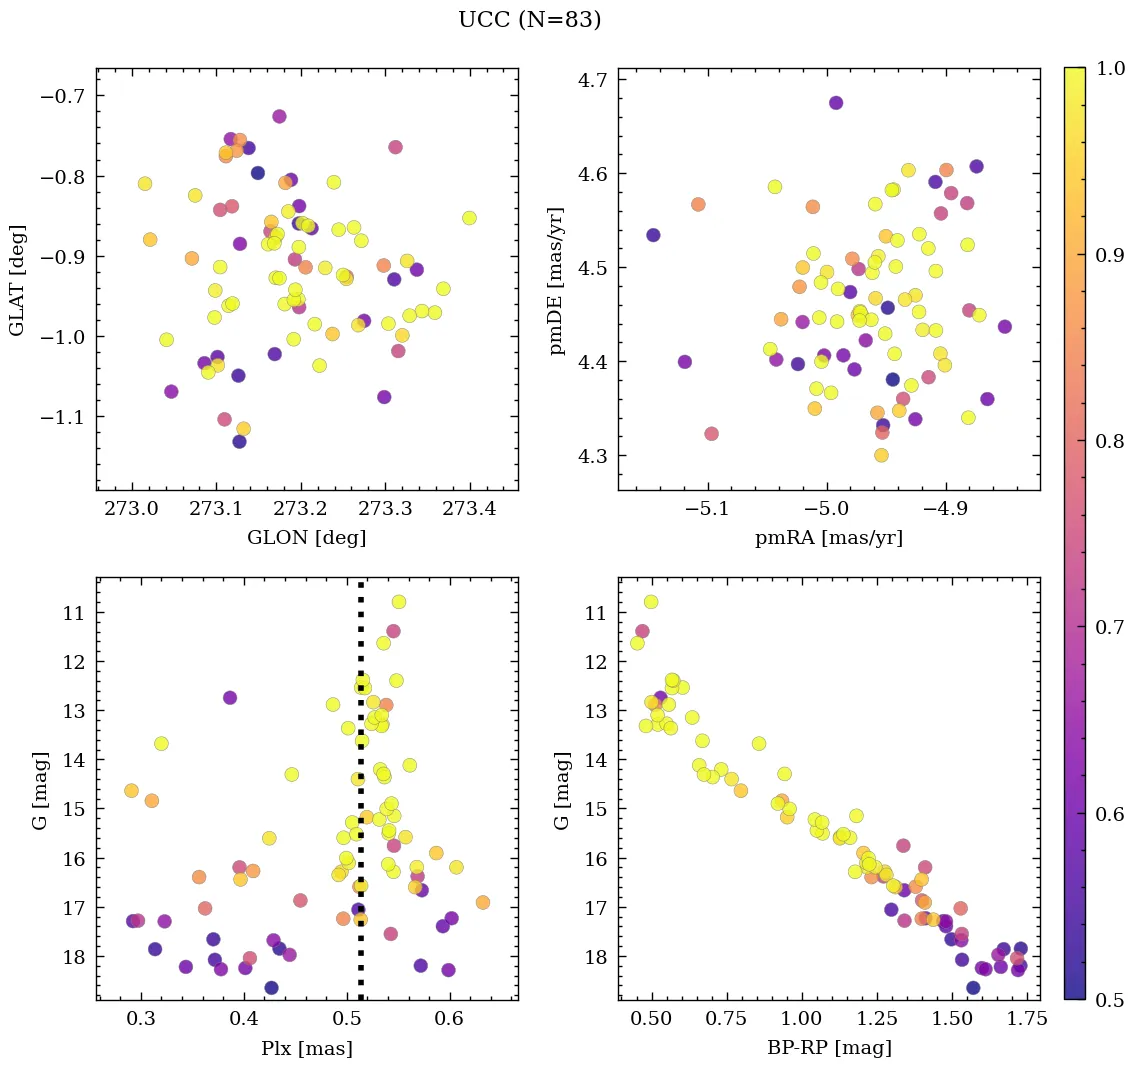 UCC (N=83)
−0.7
−0.8
−0.9
−1.0
−1.1
GLAT [deg]
273.0 273.1 273.2 273.3 273.4
GLON [deg]
4.7
4.6
4.5
4.4
4.3
pmDE [mas/yr]
−5.1 −5.0 −4.9
pmRA [mas/yr]
11
12
13
14
15
16
17
18
G [mag]
0.3 0.4 0.5 0.6
Plx [mas]
11
12
13
14
15
16
17
18
G [mag]
0.50 0.75 1.00 1.25 1.50 1.75
BP-RP [mag]
1.0
0.9
0.8
0.7
0.6
0.5